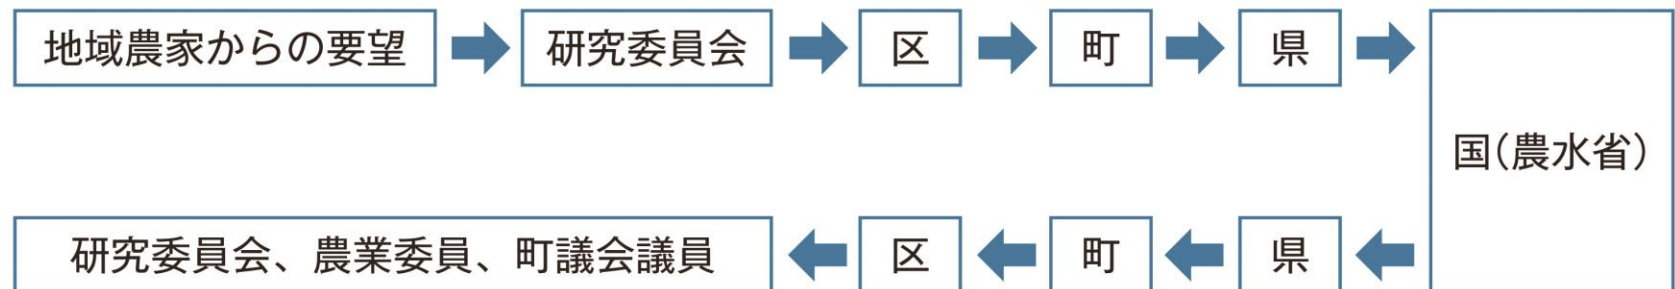 地域農家からの要望
研究委員会
区
町
県
国(農水省)
県
町
区
研究委員会、農業委員、町議会議員